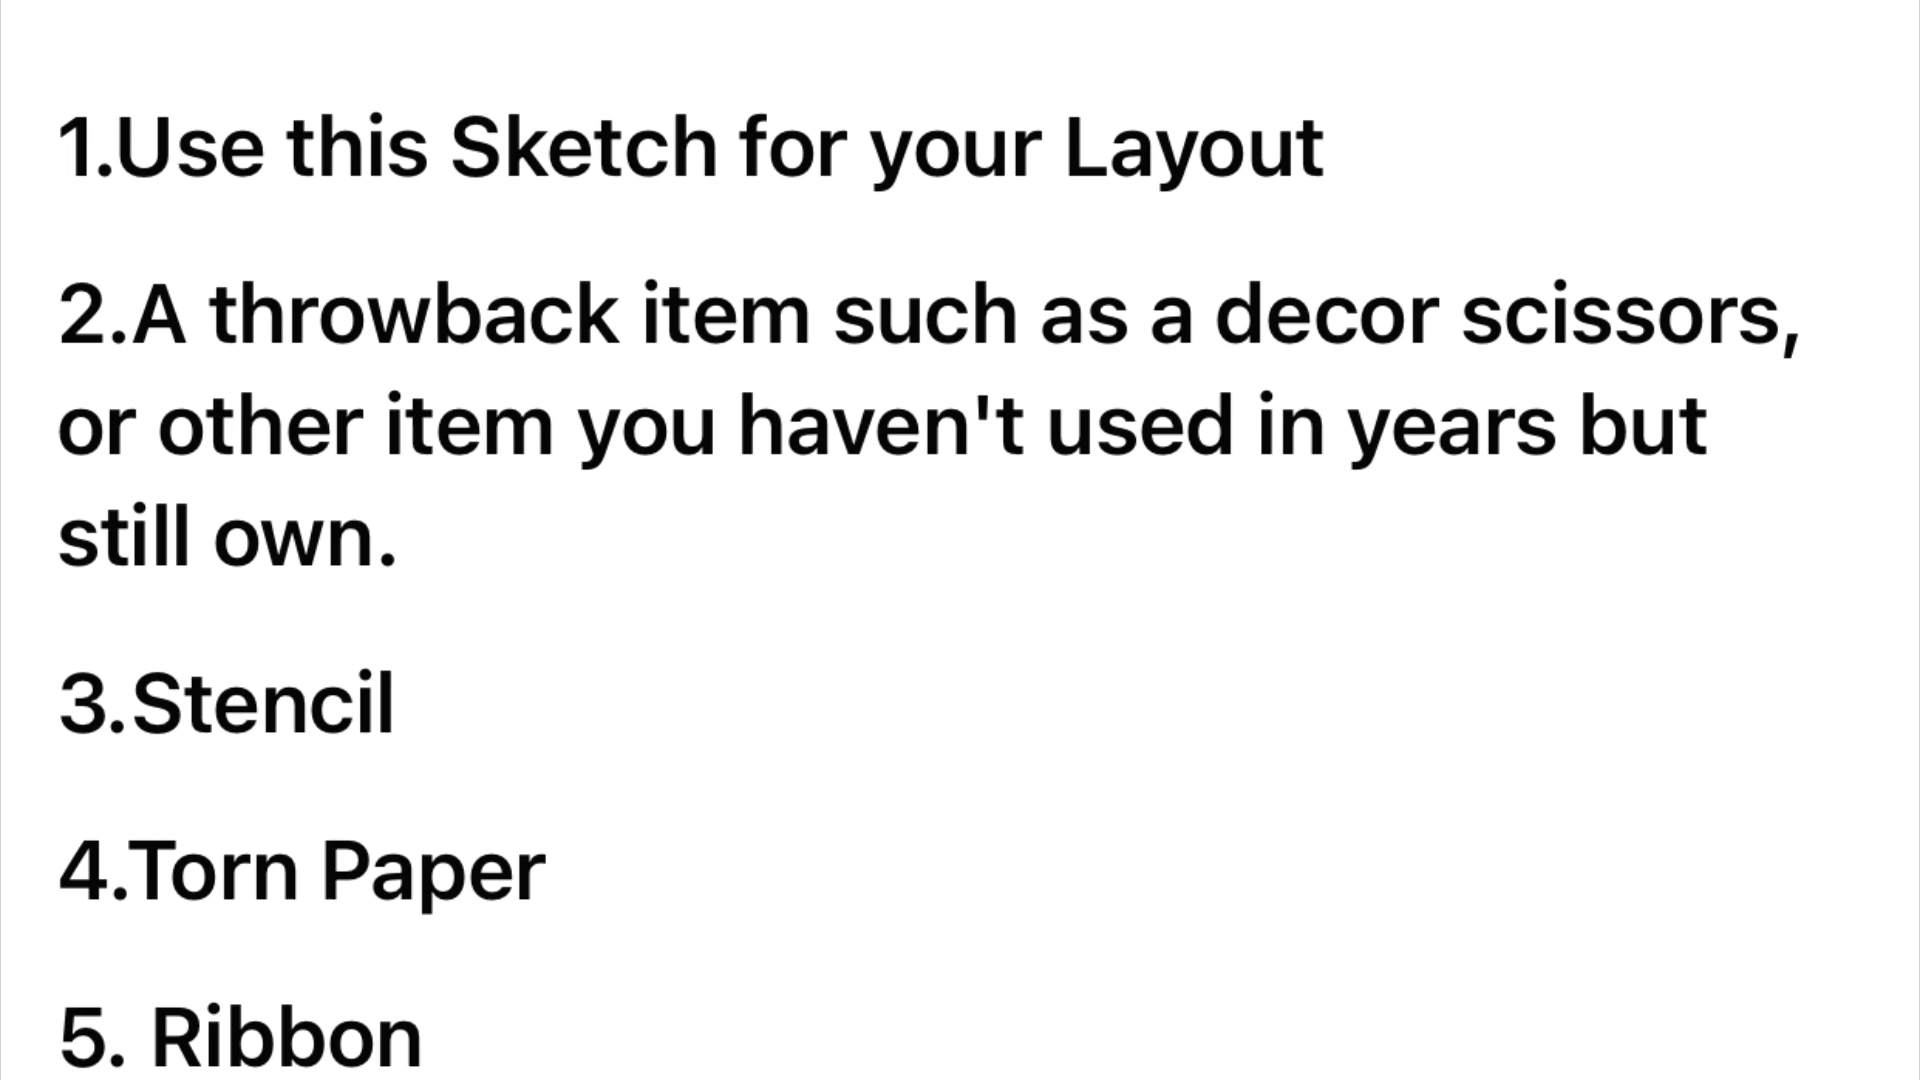 1.Use this Sketch for your Layout
2.A throwback item such as a decor scissors,
or other item you haven't used in years but
still own.
3.Stencil
4.Torn Paper
5. Ribbon